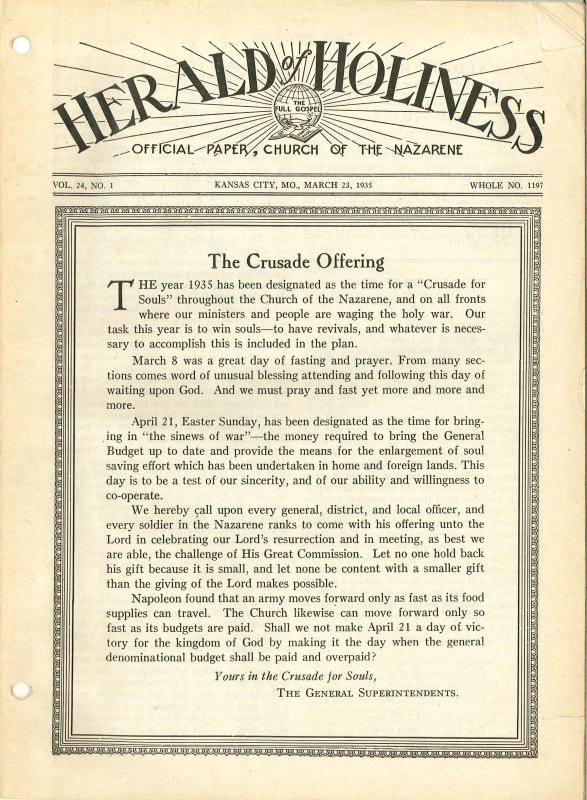 HERALD of HOLINESS
THE
FULL GOSPEL
OFFICIAL PAPER, CHURCH OF THE NAZARENE
VOL. 24, NO. 1 KANSAS CITY, MO., MARCH 23, 1935 WHOLE NO. 1197
The Crusade Offering
THE year 1935 has been designated as the time for a "Crusade for
Souls" throughout the Church of the Nazarene, and on all fronts
where our ministers and people are waging the holy war. Our
task this year is to win souls—to have revivals, and whatever is neces-
sary to accomplish this is included in the plan.
March 8 was a great day of fasting and prayer. From many sec-
tions comes word of unusual blessing attending and following this day of
waiting upon God. And we must pray and fast yet more and more and
more.
April 21, Easter Sunday, has been designated as the time for bring-
ing in "the sinews of war"—the money required to bring the General
Budget up to date and provide the means for the enlargement of soul
saving effort which has been undertaken in home and foreign lands. This
day is to be a test of our sincerity, and of our ability and willingness to
co-operate.
We hereby call upon every general, district, and local officer, and
every soldier in the Nazarene ranks to come with his offering unto the
Lord in celebrating our Lord's resurrection and in meeting, as best we
are able, the challenge of His Great Commission. Let no one hold back
his gift because it is small, and let none be content with a smaller gift
than the giving of the Lord makes possible.
Napoleon found that an army moves forward only as fast as its food
supplies can travel. The Church likewise can move forward only so
fast as its budgets are paid. Shall we not make April 21 a day of vic-
tory for the kingdom of God by making it the day when the general
denominational budget shall be paid and overpaid?
Yours in the Crusade for Souls,
THE GENERAL SUPERINTENDENTS.